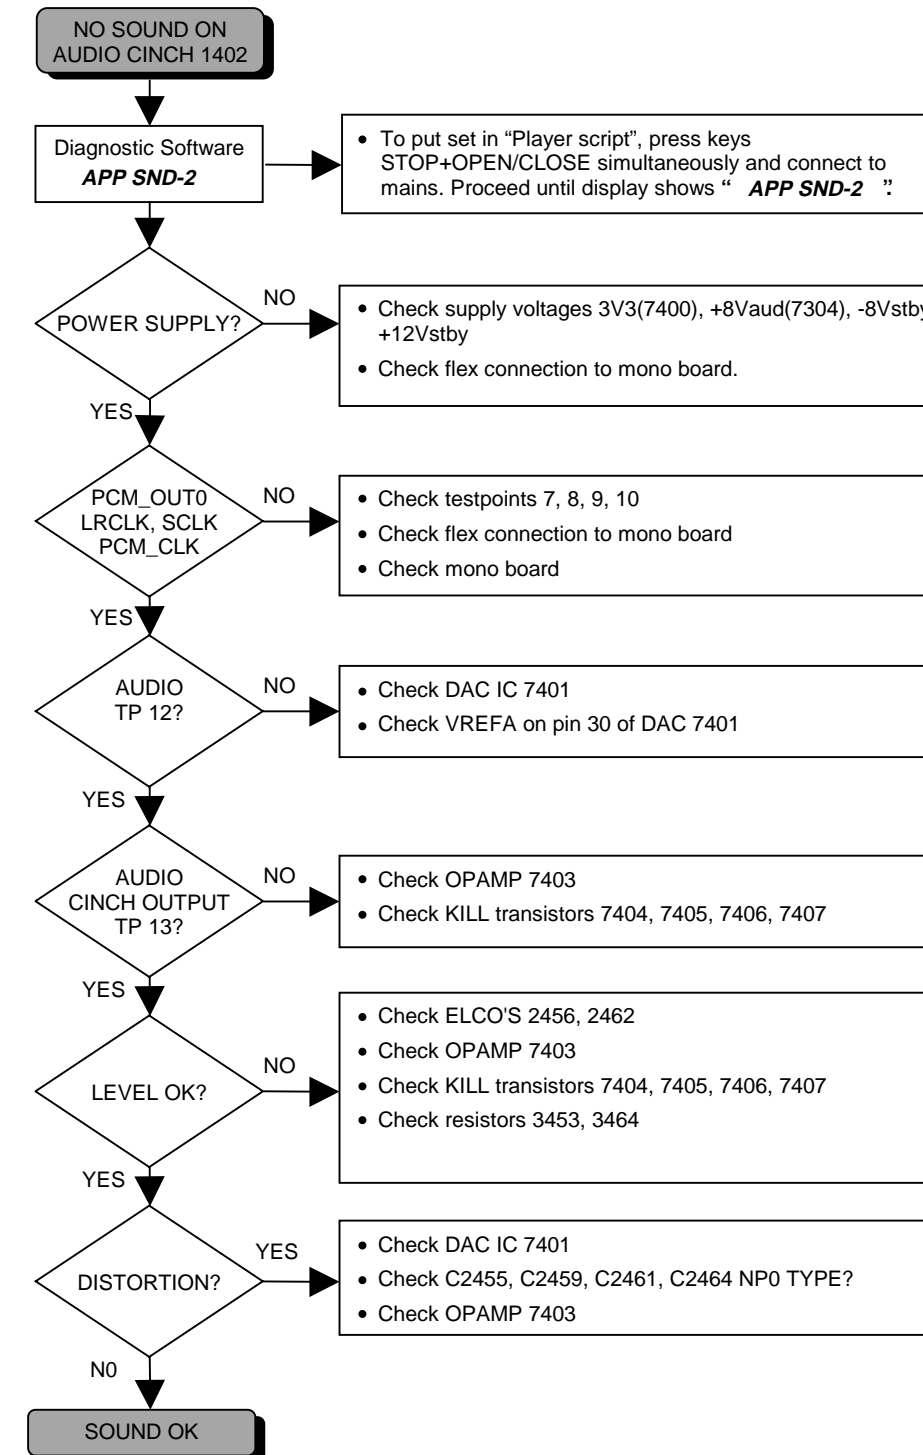 NO SOUND ON
AUDIO CINCH 1402
Diagnostic Software
APP SND-2
• To put set in “Player script”, press keys
STOP+OPEN/CLOSE simultaneously and connect to
mains. Proceed until display shows “ APP SND-2 ”.
POWER SUPPLY?
NO
• Check supply voltages 3V3(7400), +8Vaud(7304), -8Vstby
+12Vstby
• Check flex connection to mono board.
YES
PCM_OUT0
LRCLK, SCLK
PCM_CLK
NO
• Check testpoints 7, 8, 9, 10
• Check flex connection to mono board
• Check mono board
YES
AUDIO
TP 12?
NO
• Check DAC IC 7401
• Check VREFA on pin 30 of DAC 7401
YES
AUDIO
CINCH OUTPUT
TP 13?
NO
• Check OPAMP 7403
• Check KILL transistors 7404, 7405, 7406, 7407
YES
LEVEL OK?
NO
• Check ELCO'S 2456, 2462
• Check OPAMP 7403
• Check KILL transistors 7404, 7405, 7406, 7407
• Check resistors 3453, 3464
YES
DISTORTION?
YES
• Check DAC IC 7401
• Check C2455, C2459, C2461, C2464 NP0 TYPE?
• Check OPAMP 7403
N0
SOUND OK